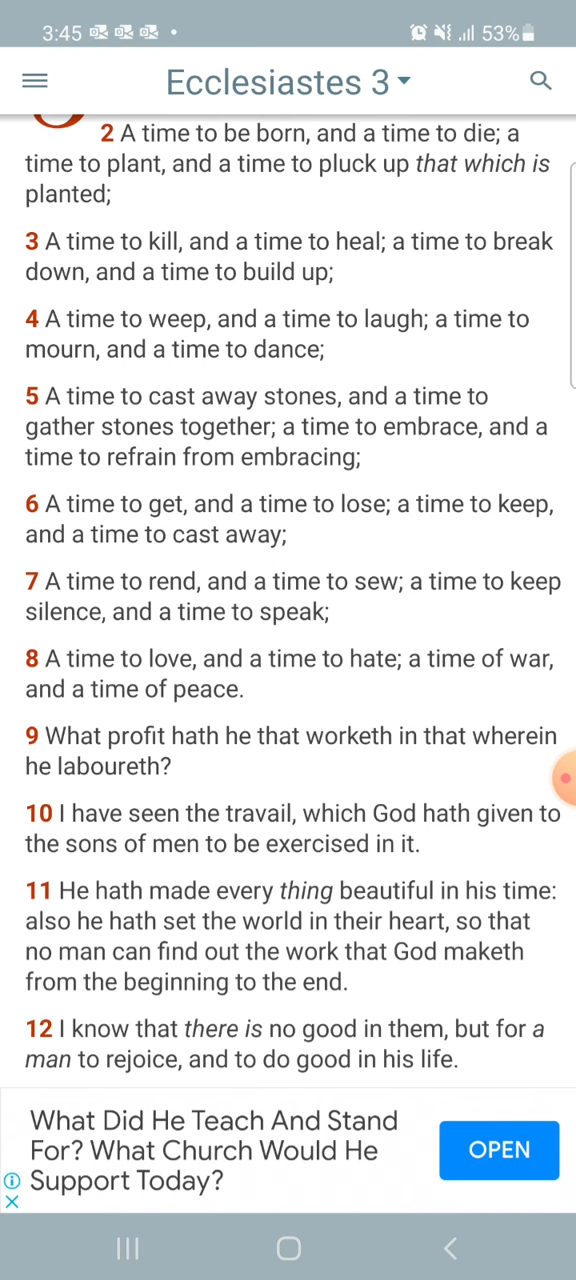 3:45 53%
Ecclesiastes 3
2 A time to be born, and a time to die; a
time to plant, and a time to pluck up that which is
planted;
3 A time to kill, and a time to heal; a time to break
down, and a time to build up;
4 A time to weep, and a time to laugh; a time to
mourn, and a time to dance;
5 A time to cast away stones, and a time to
gather stones together; a time to embrace, and a
time to refrain from embracing;
6 A time to get, and a time to lose; a time to keep,
and a time to cast away;
7 A time to rend, and a time to sew; a time to keep
silence, and a time to speak;
8 A time to love, and a time to hate; a time of war,
and a time of peace.
9 What profit hath he that worketh in that wherein
he laboureth?
10 I have seen the travail, which God hath given to
the sons of men to be exercised in it.
11 He hath made every thing beautiful in his time:
also he hath set the world in their heart, so that
no man can find out the work that God maketh
from the beginning to the end.
12 I know that there is no good in them, but for a
man to rejoice, and to do good in his life.
What Did He Teach And Stand
For? What Church Would He
Support Today?
OPEN